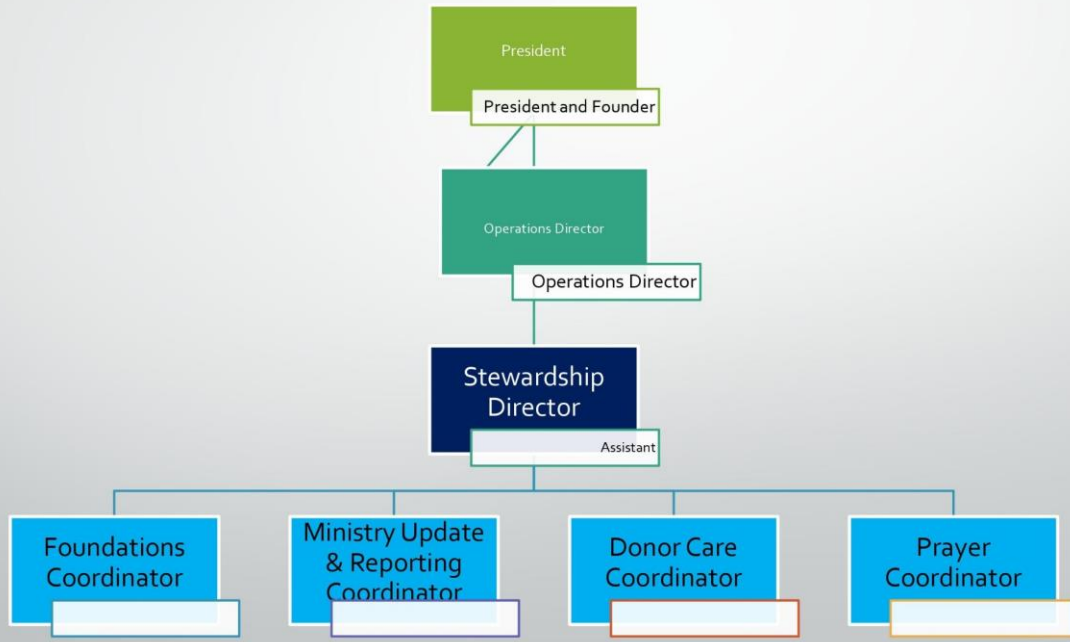 President
President and Founder
Operations Director
Operations Director
Stewardship
Director
Assistant
Foundations
Coordinator
Ministry Update
& Reporting
Coordinator
Donor Care
Coordinator
Prayer
Coordinator